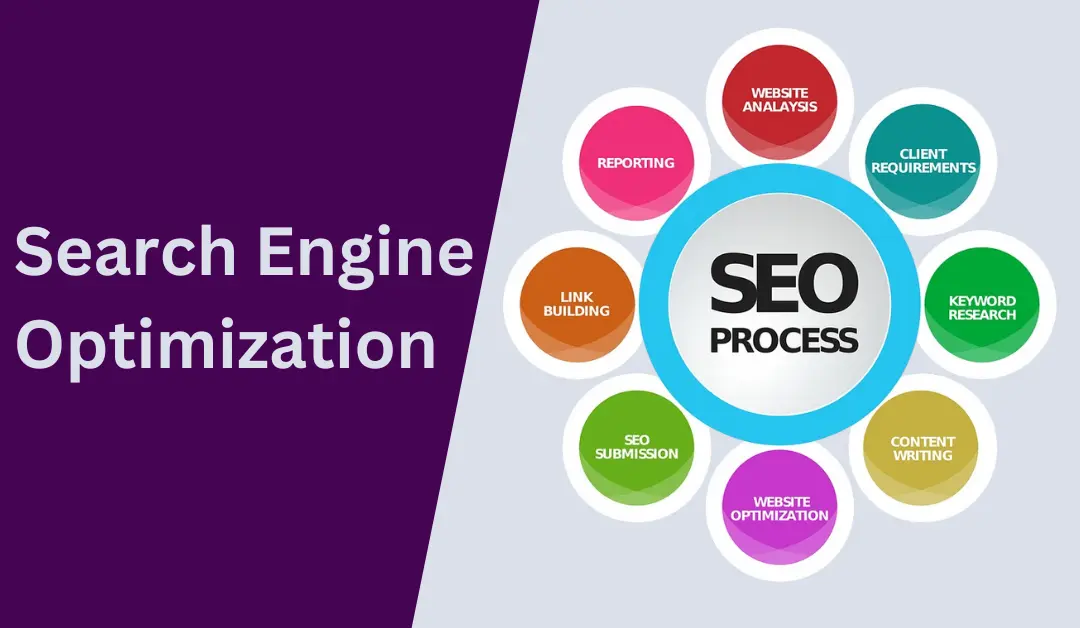 Search Engine
Optimization
SEO
PROCESS
WEBSITE
ANALAYSIS
CLIENT
REQUIREMENTS
KEYWORD
RESEARCH
CONTENT
WRITING
WEBSITE
OPTIMIZATION
SEO
SUBMISSION
LINK
BUILDING
REPORTING